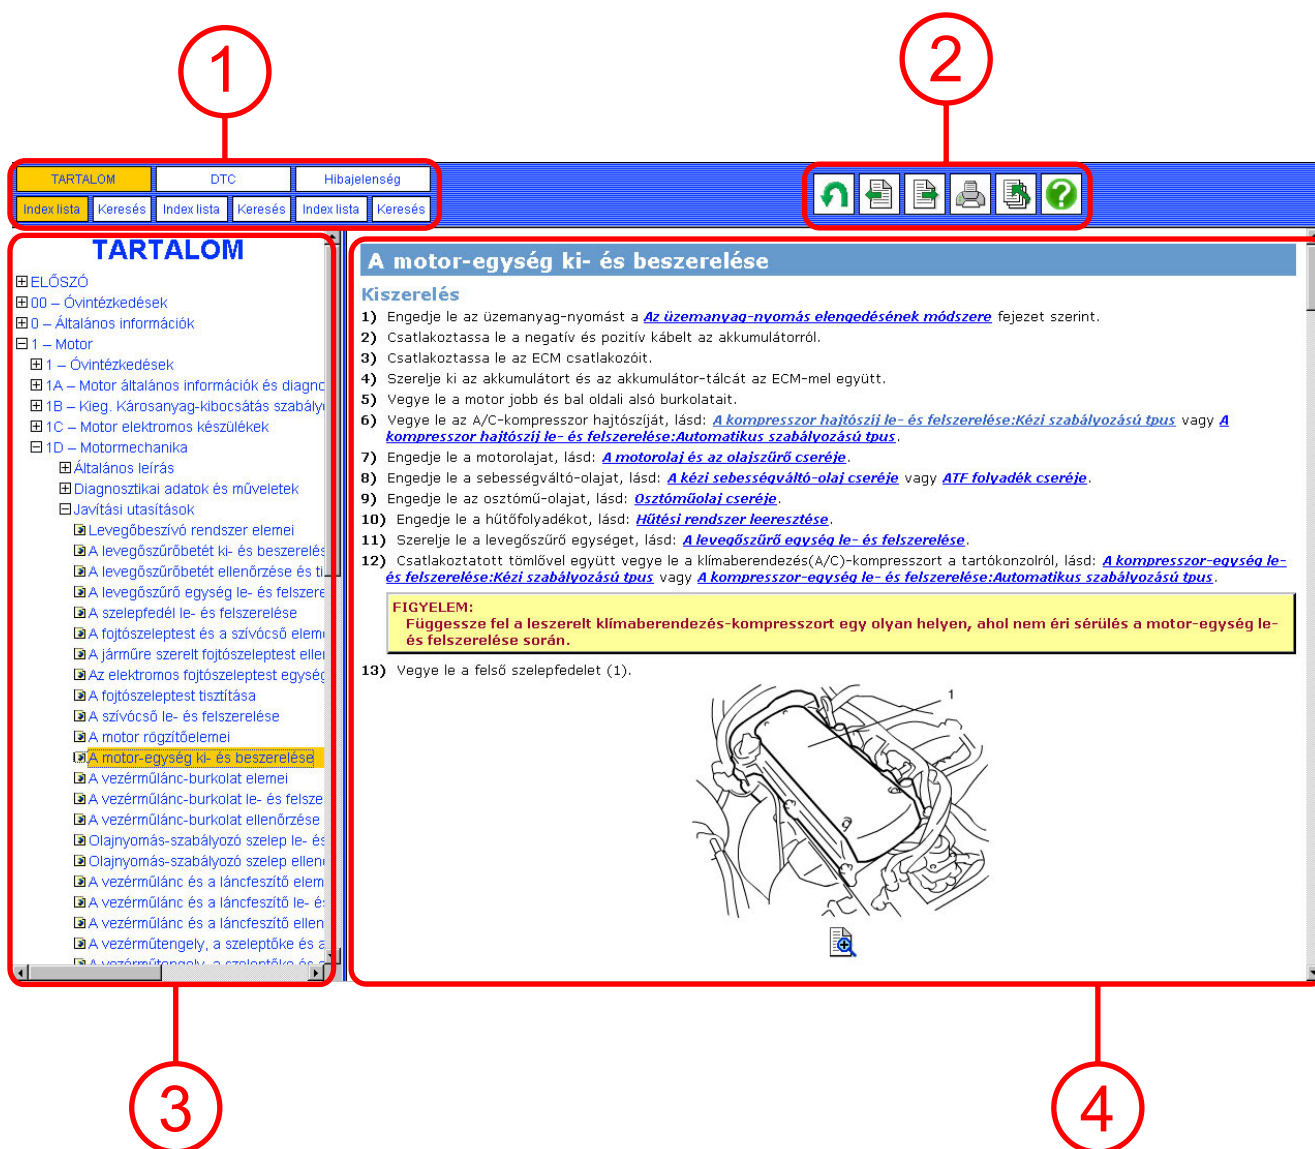 1
2
TARTALOM DTC Hibajelenség
Index lista Keresés Index lista Keresés Index lista Keresés
TARTALOM
ELŐSZÓ
00 – Óvintézkedések
0 – Általános információk
1 – Motor
1 – Óvintézkedések
1A – Motor általános információk és diagno
1B – Kieg. Károsanyag-kibocsátás szabály
1C – Motor elektromos készülékek
1D – Motormechanika
Általános leírás
Diagnosztikai adatok és műveletek
Javítási utasítások
Levegőbeszívó rendszer elemei
A levegőszűrőbetét ki- és beszerelés
A levegőszűrőbetét ellenőrzése és ti
A levegőszűrő egység le- és felszere
A szelepfedél le- és felszerelése
A fojtószeleptest és a szívócső elem
A járműre szerelt fojtószeleptest elle
Az elektromos fojtószeleptest egység
A fojtószeleptest tisztítása
A szívócső le- és felszerelése
A motor rögzítőelemei
A motor-egység ki- és beszerelése
A vezérműlánc-burkolat elemei
A vezérműlánc-burkolat le- és felsze
A vezérműlánc-burkolat ellenőrzése
Olajnyomás-szabályozó szelep le- és
Olajnyomás-szabályozó szelep ellen
A vezérműlánc és a láncfeszítő elem
A vezérműlánc és a láncfeszítő le- é
A vezérműlánc és a láncfeszítő ellen
A vezérműtengely, a szeleptőke és a
A vezérműtengely, a szeleptőke és a
A motor-egység ki- és beszerelése
Kiszerelés
1) Engedje le az üzemanyag-nyomást a Az üzemanyag-nyomás elengedésének módszere fejezet szerint.
2) Csatlakoztassa le a negatív és pozitív kábelt az akkumulátorról.
3) Csatlakoztassa le az ECM csatlakozóit.
4) Szerelje ki az akkumulátort és az akkumulátor-tálcát az ECM-mel együtt.
5) Vegye le a motor jobb és bal oldali alsó burkolatait.
6) Vegye le az A/C-kompresszor hajtószíját, lásd: A kompresszor hajtószíj le- és felszerelése:Kézi szabályozású tpus vagy A
kompresszor hajtószíj le- és felszerelése:Automatikus szabályozású tpus.
7) Engedje le a motorolajat, lásd: A motorolaj és az olajszűrő cseréje.
8) Engedje le a sebességváltó-olajat, lásd: A kézi sebességváltó-olaj cseréje vagy ATF folyadék cseréje.
9) Engedje le az osztómű-olajat, lásd: Osztóműolaj cseréje.
10) Engedje le a hűtőfolyadékot, lásd: Hűtési rendszer leeresztése.
11) Szerelje le a levegőszűrő egységet, lásd: A levegőszűrő egység le- és felszerelése.
12) Csatlakoztatott tömlővel együtt vegye le a klímaberendezés(A/C)-kompresszort a tartókonzolról, lásd: A kompresszor-egység le-
és felszerelése:Kézi szabályozású tpus vagy A kompresszor-egység le- és felszerelése:Automatikus szabályozású tpus.
FIGYELEM:
Függessze fel a leszerelt klímaberendezés-kompresszort egy olyan helyen, ahol nem éri sérülés a motor-egység le-
és felszerelése során.
13) Vegye le a felső szelepfedelet (1).
1
3
4